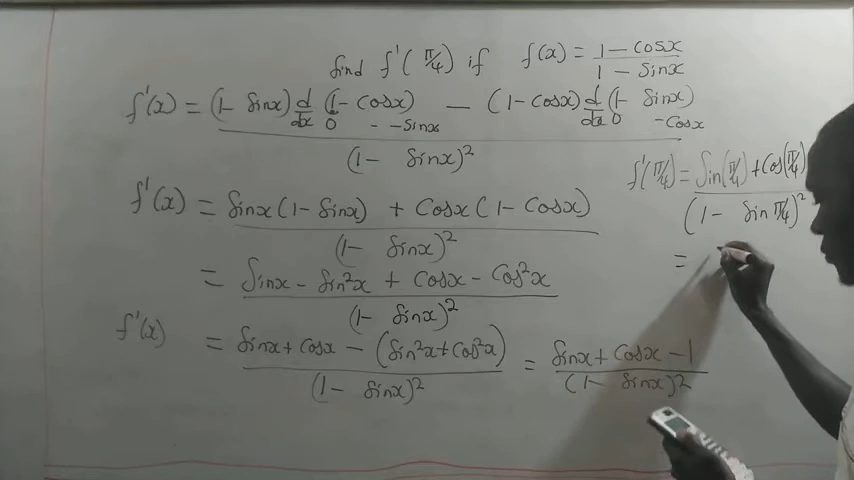 find f'(π/4) if f(x) = (1 - cosx)/(1 - sinx)
f'(x) = ((1 - sinx) d/dx (1 - cosx) - (1 - cosx) d/dx (1 - sinx))/(1 - sinx)²
0 - -sinx 0 - cosx
f'(x) = (sinx(1 - sinx) + cosx(1 - cosx))/(1 - sinx)²
= (sinx - sin²x + cosx - cos²x)/(1 - sinx)²
f'(x) = (sinx + cosx - (sin²x + cos²x))/(1 - sinx)² = (sinx + cosx - 1)/(1 - sinx)²
f'(π/4) = (sin(π/4) + cos(π/4)/(1 - sin π/4)²
=